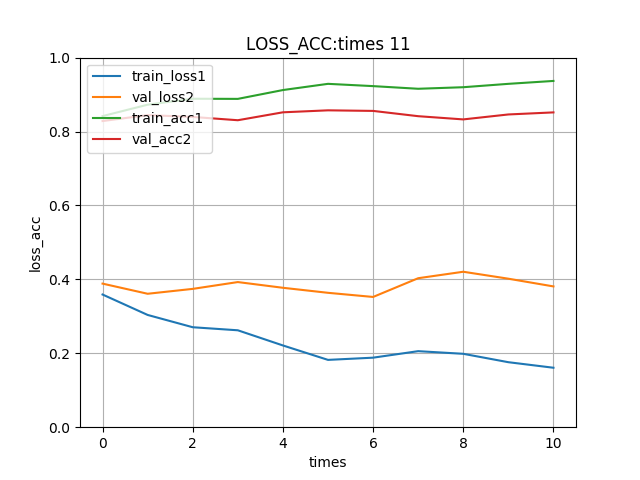 LOSS_ACC:times 11
1.0
0.8
0.6
0.4
0.2
0.0
loss_acc
train_loss1
val_loss2
train_acc1
val_acc2
0 2 4 6 8 10
times